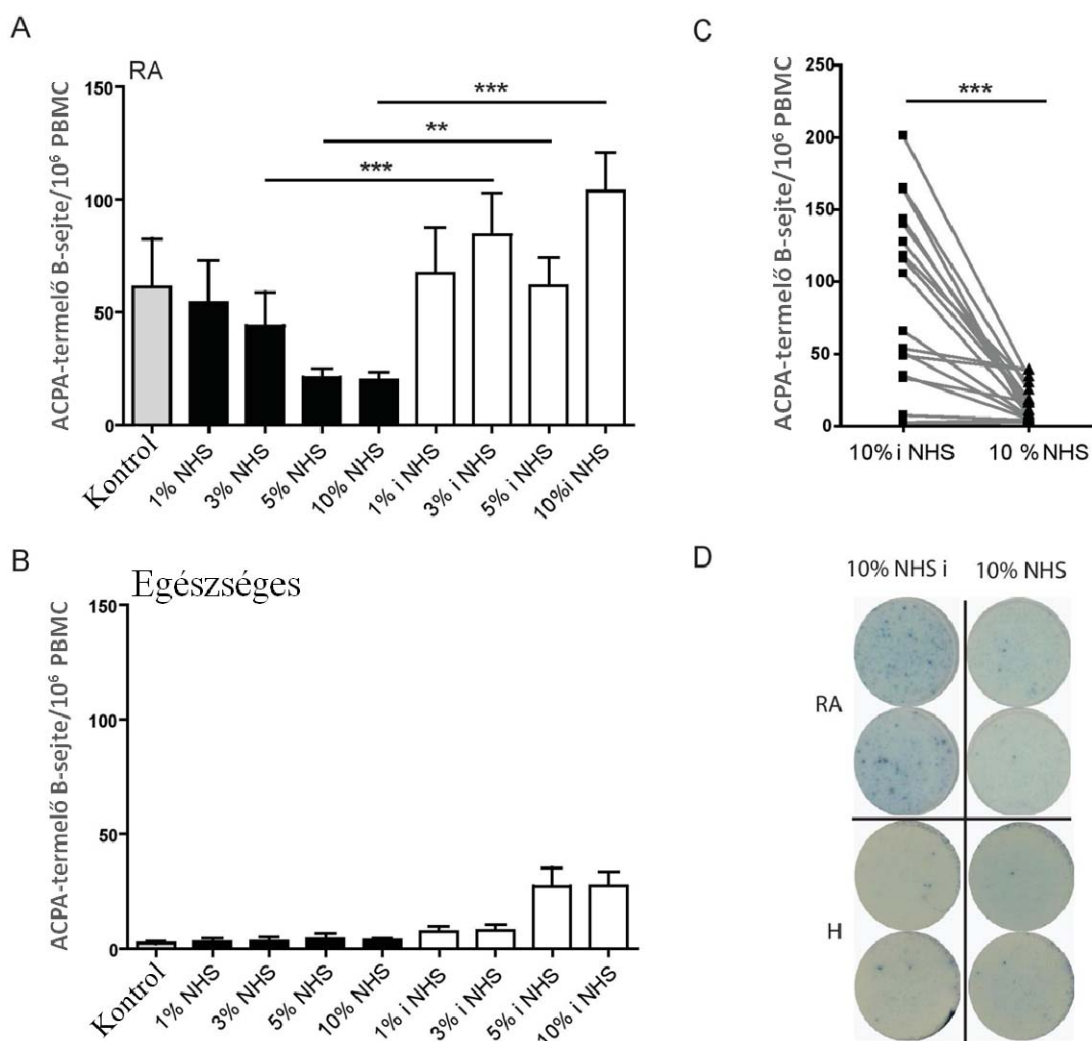 A
RA
ACPA-termelő B-sejte/10⁶ PBMC
150
100
50
0
***
**
***
Kontrol
1% NHS
3% NHS
5% NHS
10% NHS
1% i NHS
3% i NHS
5% i NHS
10%i NHS
B
Egészséges
ACPA-termelő B-sejte/10⁶ PBMC
150
100
50
0
Kontrol
1% NHS
3% NHS
5% NHS
10% NHS
1% i NHS
3% i NHS
5% i NHS
10% i NHS
C
ACPA-termelő B-sejte/10⁶ PBMC
250
200
150
100
50
0
***
10% i NHS
10 % NHS
D
10% NHS i
10% NHS
RA
H